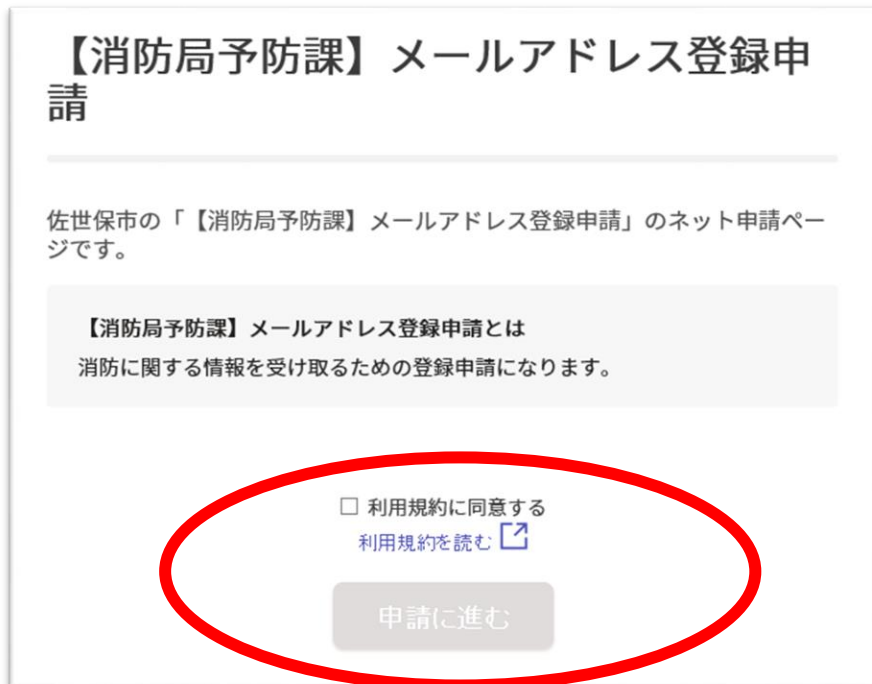 【消防局予防課】メールアドレス登録申
請
佐世保市の「【消防局予防課】メールアドレス登録申請」のネット申請ペー
ジです。
【消防局予防課】メールアドレス登録申請とは
消防に関する情報を受け取るための登録申請になります。
利用規約に同意する
利用規約を読む
申請に進む